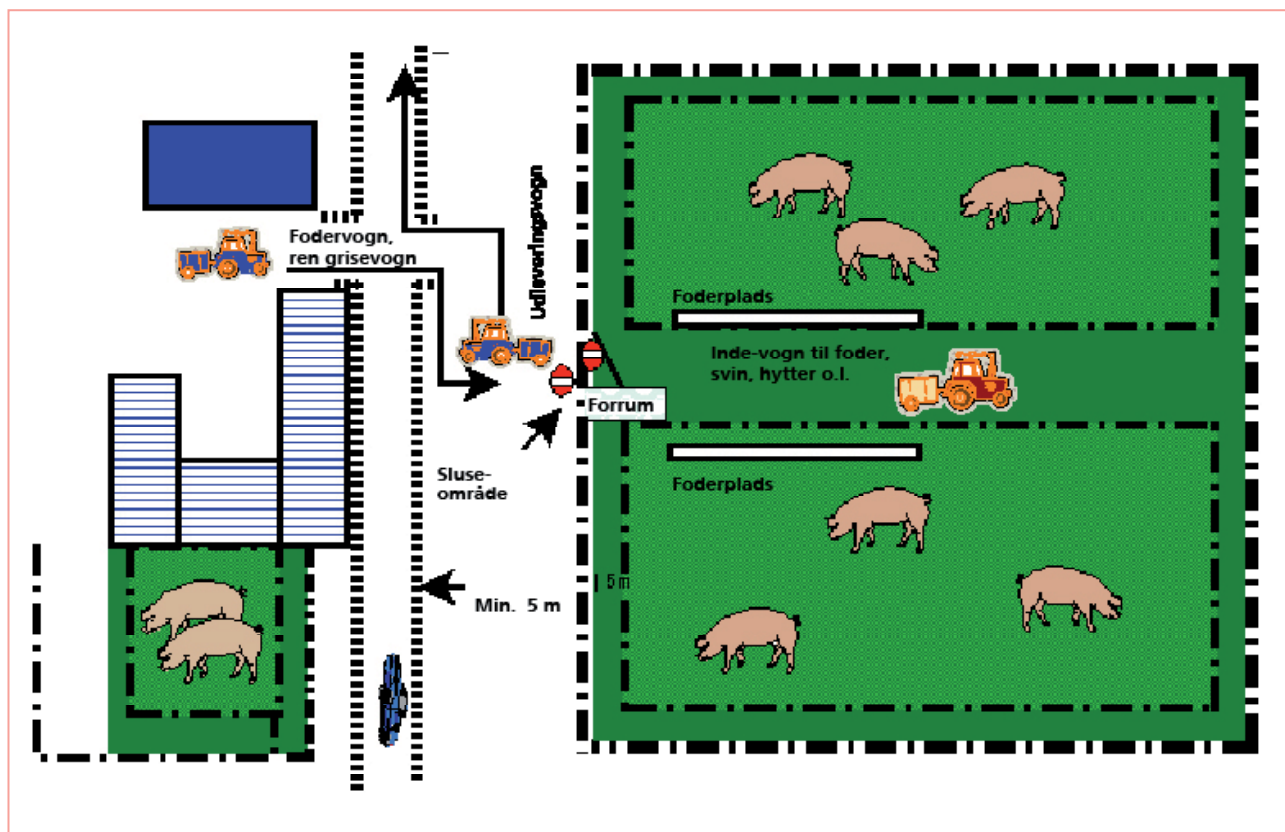 Udleveringsvogn
Fodervogn,
ren grisevogn
Foderplads
Inde-vogn til foder,
svin, hytter o.l.
Forrum
Sluse-
område
Foderplads
5 m
Min. 5 m